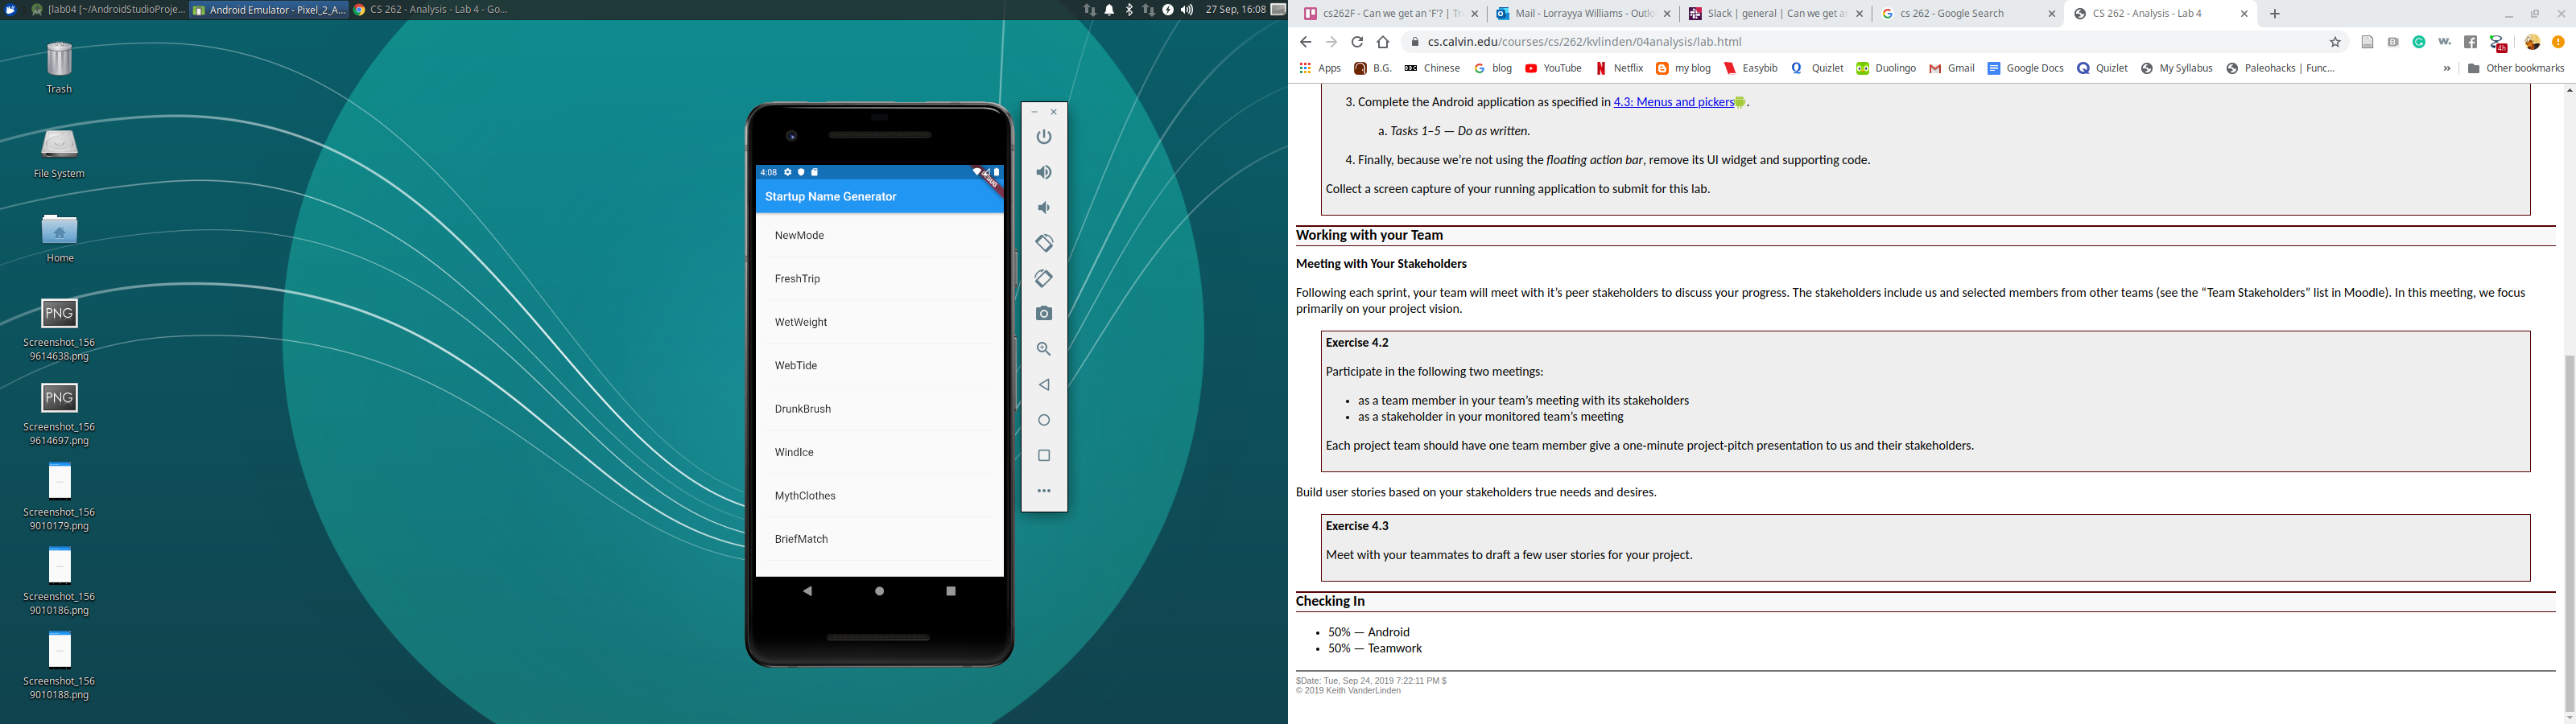 [lab04 [~/AndroidStudioProje...
Android Emulator - Pixel_2_A...
CS 262 - Analysis - Lab 4 - Go...
27 Sep, 16:08
Trash
File System
Home
PNG
Screenshot_156
9614638.png
PNG
Screenshot_156
9614697.png
Screenshot_156
9010179.png
Screenshot_156
9010186.png
Screenshot_156
9010188.png
4:08
DEBUG
Startup Name Generator
NewMode
FreshTrip
WetWeight
WebTide
DrunkBrush
WindIce
MythClothes
BriefMatch
cs262F - Can we get an 'F'? | Tr
Mail - Lorrayya Williams - Outlo
Slack | general | Can we get a
cs 262 - Google Search
CS 262 - Analysis - Lab 4
cs.calvin.edu/courses/cs/262/kvlinden/04analysis/lab.html
w.
4h
Apps
B.G.
Chinese
blog
YouTube
Netflix
my blog
Easybib
Quizlet
Duolingo
Gmail
Google Docs
Quizlet
My Syllabus
Paleohacks | Func...
»
Other bookmarks
3. Complete the Android application as specified in 4.3: Menus and pickers.
a. Tasks 1–5 — Do as written.
4. Finally, because we're not using the floating action bar, remove its UI widget and supporting code.
Collect a screen capture of your running application to submit for this lab.
Working with your Team
Meeting with Your Stakeholders
Following each sprint, your team will meet with it's peer stakeholders to discuss your progress. The stakeholders include us and selected members from other teams (see the “Team Stakeholders” list in Moodle). In this meeting, we focus
primarily on your project vision.
Exercise 4.2
Participate in the following two meetings:
• as a team member in your team's meeting with its stakeholders
• as a stakeholder in your monitored team's meeting
Each project team should have one team member give a one-minute project-pitch presentation to us and their stakeholders.
Build user stories based on your stakeholders true needs and desires.
Exercise 4.3
Meet with your teammates to draft a few user stories for your project.
Checking In
• 50% — Android
• 50% — Teamwork
$Date: Tue, Sep 24, 2019 7:22:11 PM $
© 2019 Keith VanderLinden